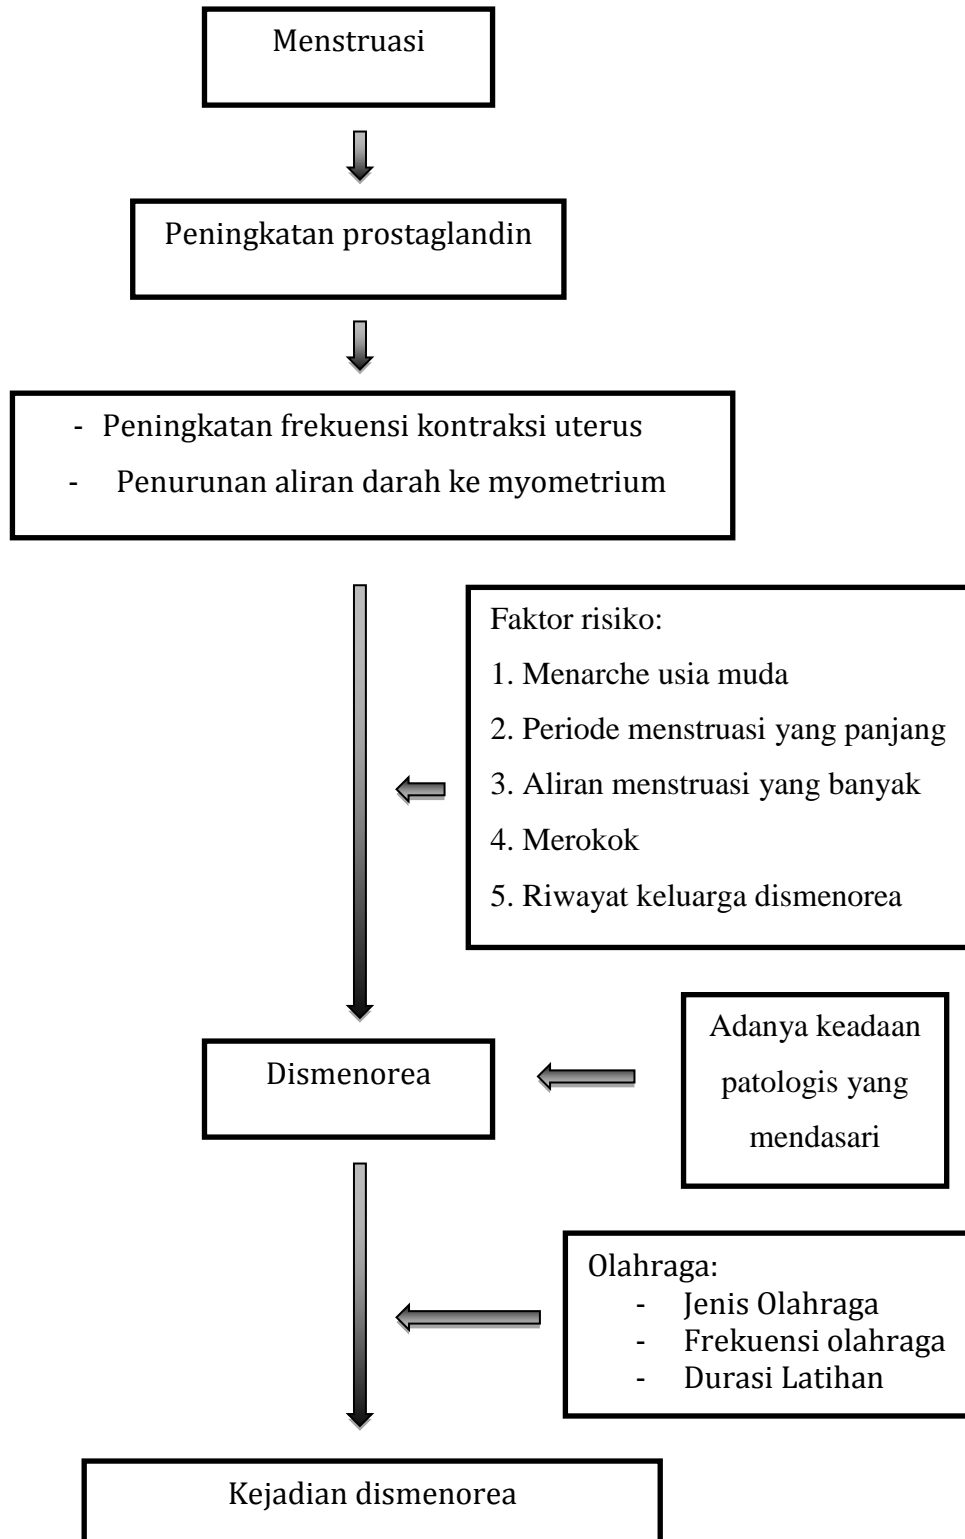 Menstruasi
Peningkatan prostaglandin
- Peningkatan frekuensi kontraksi uterus
- Penurunan aliran darah ke myometrium
Faktor risiko:
1. Menarche usia muda
2. Periode menstruasi yang panjang
3. Aliran menstruasi yang banyak
4. Merokok
5. Riwayat keluarga dismenorea
Dismenorea
Adanya keadaan
patologis yang
mendasari
Olahraga:
- Jenis Olahraga
- Frekuensi olahraga
- Durasi Latihan
Kejadian dismenorea